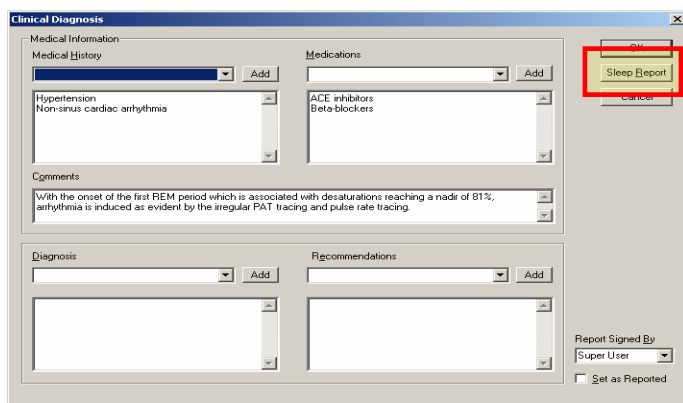 Clinical Diagnosis
Medical Information
Medical History
Medications
Add
Add
Hypertension
Non-sinus cardiac arrhythmia
ACE inhibitors
Beta-blockers
Comments
With the onset of the first REM period which is associated with desaturations reaching a nadir of 81%,
arrhythmia is induced as evident by the irregular PAT tracing and pulse rate tracing.
Diagnosis
Recommendations
Add
Add
OK
Sleep Report
Cancel
Report Signed By
Super User
Set as Reported